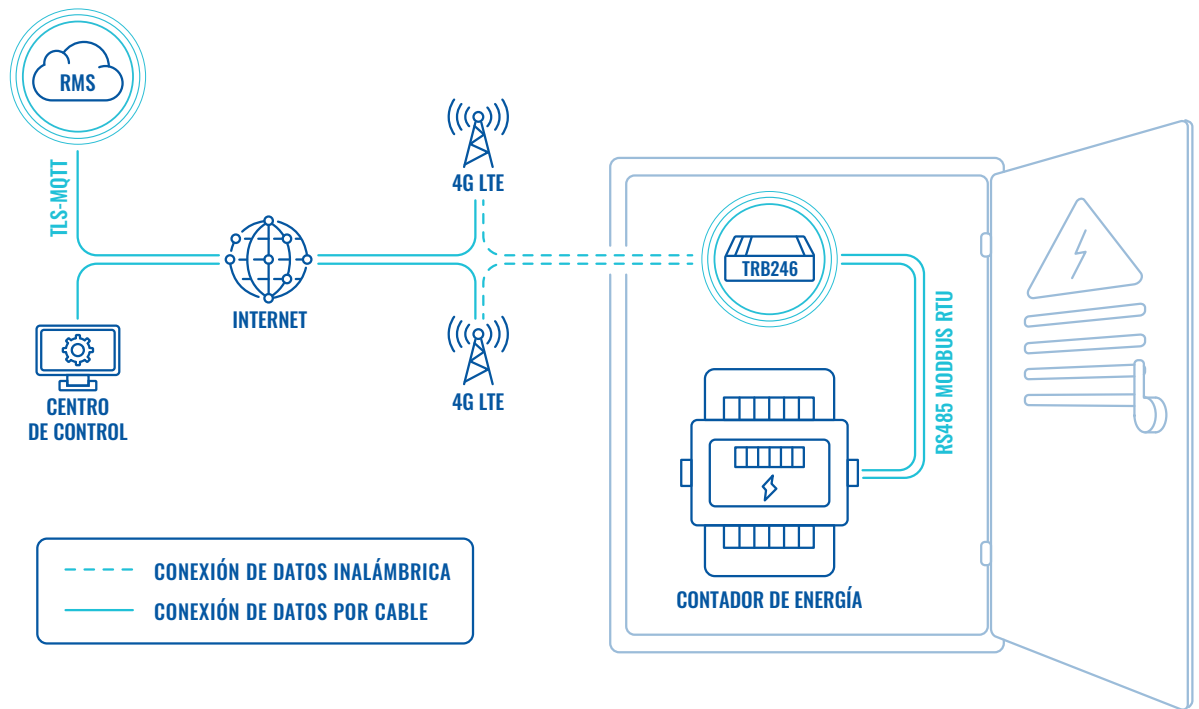 RMS
TLS-MQTT
4G LTE
INTERNET
4G LTE
CENTRO
DE CONTROL
TRB246
RS485 MODBUS RTU
CONTADOR DE ENERGÍA
CONEXIÓN DE DATOS INALÁMBRICA
CONEXIÓN DE DATOS POR CABLE